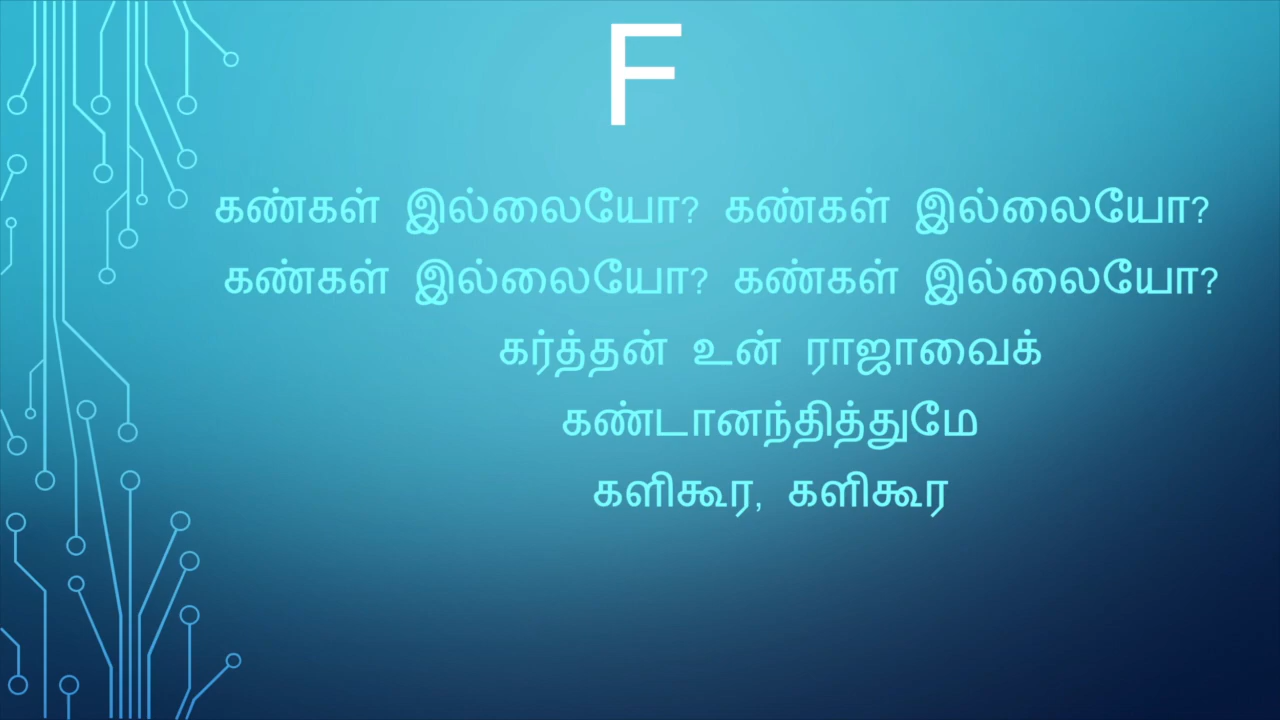 F
கண்கள் இல்லையோ? கண்கள் இல்லையோ?
கண்கள் இல்லையோ? கண்கள் இல்லையோ?
கர்த்தன் உன் ராஜாவைக்
கண்டானந்தித்துமே
களிகூர, களிகூர